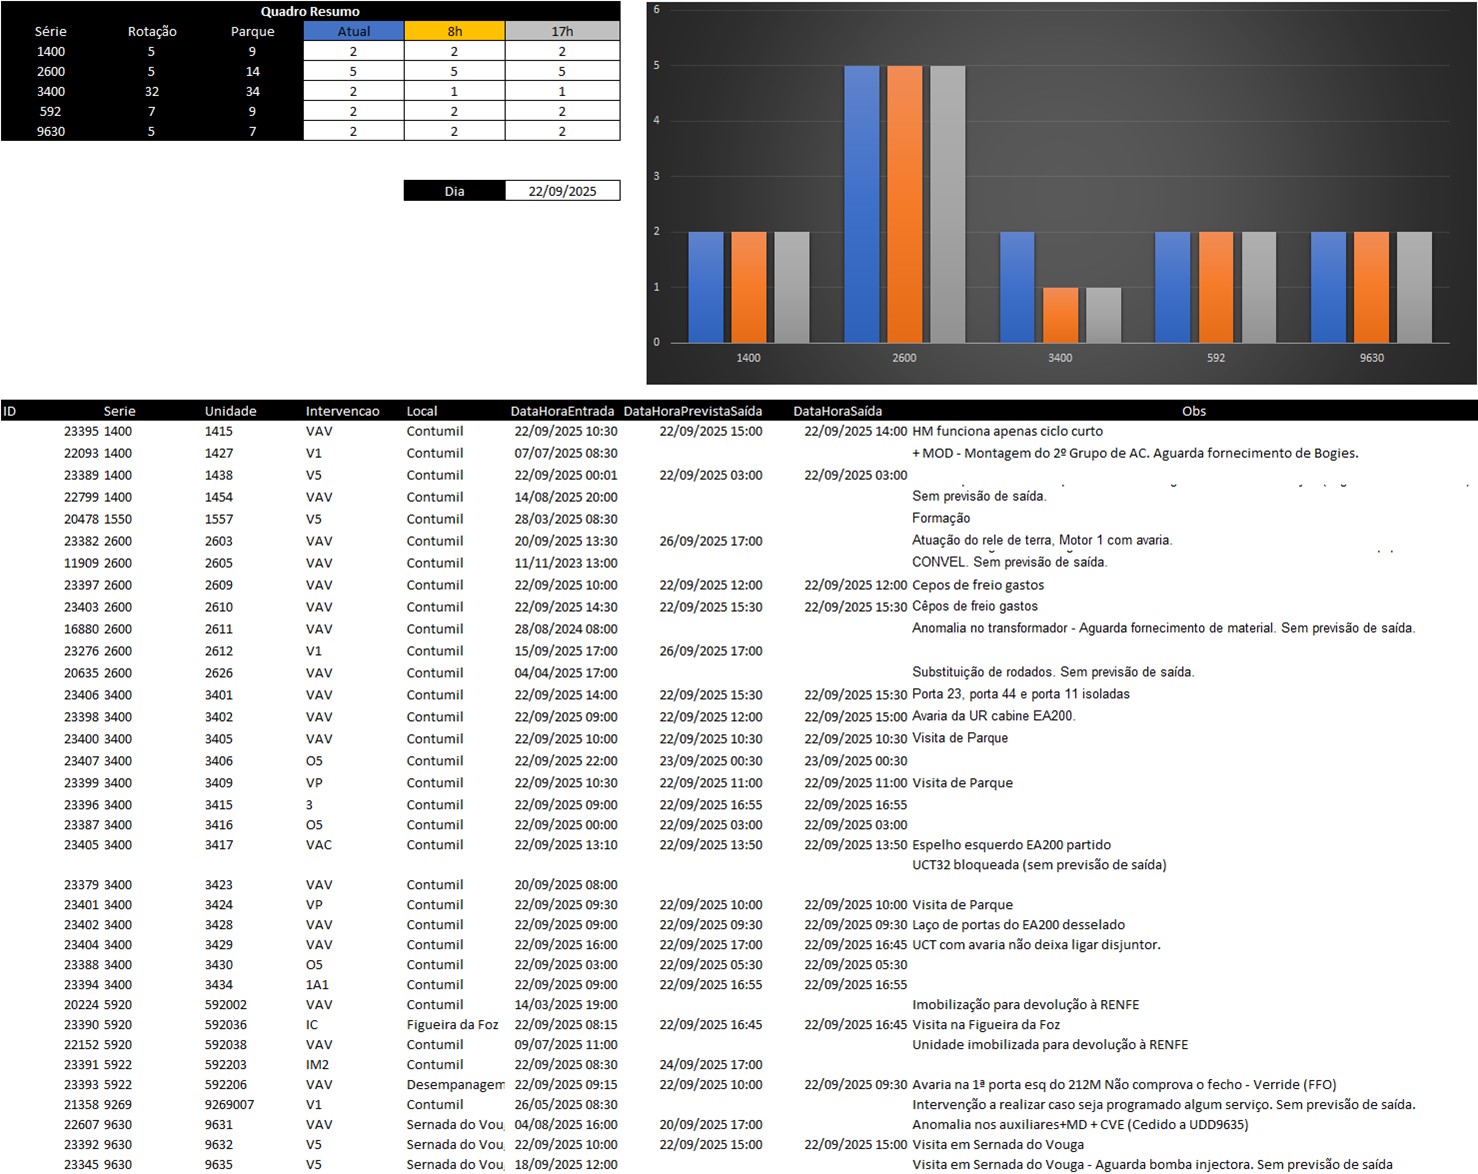 Quadro Resumo
Série Rotação Parque Atual 8h 17h
1400 5 9 2 2 2
2600 5 14 5 5 5
3400 32 34 2 1 1
592 7 9 2 2 2
9630 5 7 2 2 2
Dia 22/09/2025
6
5
4
3
2
1
0
1400 2600 3400 592 9630
ID Serie Unidade Intervencao Local DataHoraEntrada DataHoraPrevistaSaída DataHoraSaída Obs
23395 1400 1415 VAV Contumil 22/09/2025 10:30 22/09/2025 15:00 22/09/2025 14:00 HM funciona apenas ciclo curto
22093 1400 1427 V1 Contumil 07/07/2025 08:30 + MOD - Montagem do 2º Grupo de AC. Aguarda fornecimento de Bogies.
23389 1400 1438 V5 Contumil 22/09/2025 00:01 22/09/2025 03:00 22/09/2025 03:00
22799 1400 1454 VAV Contumil 14/08/2025 20:00 Sem previsão de saída.
20478 1550 1557 V5 Contumil 28/03/2025 08:30 Formação
23382 2600 2603 VAV Contumil 20/09/2025 13:30 26/09/2025 17:00 Atuação do rele de terra, Motor 1 com avaria.
11909 2600 2605 VAV Contumil 11/11/2023 13:00 CONVEL. Sem previsão de saída.
23397 2600 2609 VAV Contumil 22/09/2025 10:00 22/09/2025 12:00 22/09/2025 12:00 Cepos de freio gastos
23403 2600 2610 VAV Contumil 22/09/2025 14:30 22/09/2025 15:30 22/09/2025 15:30 Cêpos de freio gastos
16880 2600 2611 VAV Contumil 28/08/2024 08:00 Anomalia no transformador - Aguarda fornecimento de material. Sem previsão de saída.
23276 2600 2612 V1 Contumil 15/09/2025 17:00 26/09/2025 17:00
20635 2600 2626 VAV Contumil 04/04/2025 17:00 Substituição de rodados. Sem previsão de saída.
23406 3400 3401 VAV Contumil 22/09/2025 14:00 22/09/2025 15:30 22/09/2025 15:30 Porta 23, porta 44 e porta 11 isoladas
23398 3400 3402 VAV Contumil 22/09/2025 09:00 22/09/2025 12:00 22/09/2025 15:00 Avaria da UR cabine EA200.
23400 3400 3405 VAV Contumil 22/09/2025 10:00 22/09/2025 10:30 22/09/2025 10:30 Visita de Parque
23407 3400 3406 O5 Contumil 22/09/2025 22:00 23/09/2025 00:30 23/09/2025 00:30
23399 3400 3409 VP Contumil 22/09/2025 10:30 22/09/2025 11:00 22/09/2025 11:00 Visita de Parque
23396 3400 3415 3 Contumil 22/09/2025 09:00 22/09/2025 16:55 22/09/2025 16:55
23387 3400 3416 O5 Contumil 22/09/2025 00:00 22/09/2025 03:00 22/09/2025 03:00
23405 3400 3417 VAC Contumil 22/09/2025 13:10 22/09/2025 13:50 22/09/2025 13:50 Espelho esquerdo EA200 partido
UCT32 bloqueada (sem previsão de saída)
23379 3400 3423 VAV Contumil 20/09/2025 08:00
23401 3400 3424 VP Contumil 22/09/2025 09:30 22/09/2025 10:00 22/09/2025 10:00 Visita de Parque
23402 3400 3428 VAV Contumil 22/09/2025 09:00 22/09/2025 09:30 22/09/2025 09:30 Laço de portas do EA200 desselado
23404 3400 3429 VAV Contumil 22/09/2025 16:00 22/09/2025 17:00 22/09/2025 16:45 UCT com avaria não deixa ligar disjuntor.
23388 3400 3430 O5 Contumil 22/09/2025 03:00 22/09/2025 05:30 22/09/2025 05:30
23394 3400 3434 1A1 Contumil 22/09/2025 09:00 22/09/2025 16:55 22/09/2025 16:55
20224 5920 592002 VAV Contumil 14/03/2025 19:00 Imobilização para devolução à RENFE
23390 5920 592036 IC Figueira da Foz 22/09/2025 08:15 22/09/2025 16:45 22/09/2025 16:45 Visita na Figueira da Foz
22152 5920 592038 VAV Contumil 09/07/2025 11:00 Unidade imobilizada para devolução à RENFE
23391 5922 592203 IM2 Contumil 22/09/2025 08:30 24/09/2025 17:00
23393 5922 592206 VAV Desempanagem 22/09/2025 09:15 22/09/2025 10:00 22/09/2025 09:30 Avaria na 1ª porta esq do 212M Não comprova o fecho - Verride (FFO)
21358 9269 9269007 V1 Contumil 26/05/2025 08:30 Intervenção a realizar caso seja programado algum serviço. Sem previsão de saída.
22607 9630 9631 VAV Sernada do Vou 04/08/2025 16:00 20/09/2025 17:00 Anomalia nos auxiliares+MD + CVE (Cedido a UDD9635)
23392 9630 9632 V5 Sernada do Vou 22/09/2025 10:00 22/09/2025 15:00 22/09/2025 15:00 Visita em Sernada do Vouga
23345 9630 9635 V5 Sernada do Vou 18/09/2025 12:00 Visita em Sernada do Vouga - Aguarda bomba injectora. Sem previsão de saída